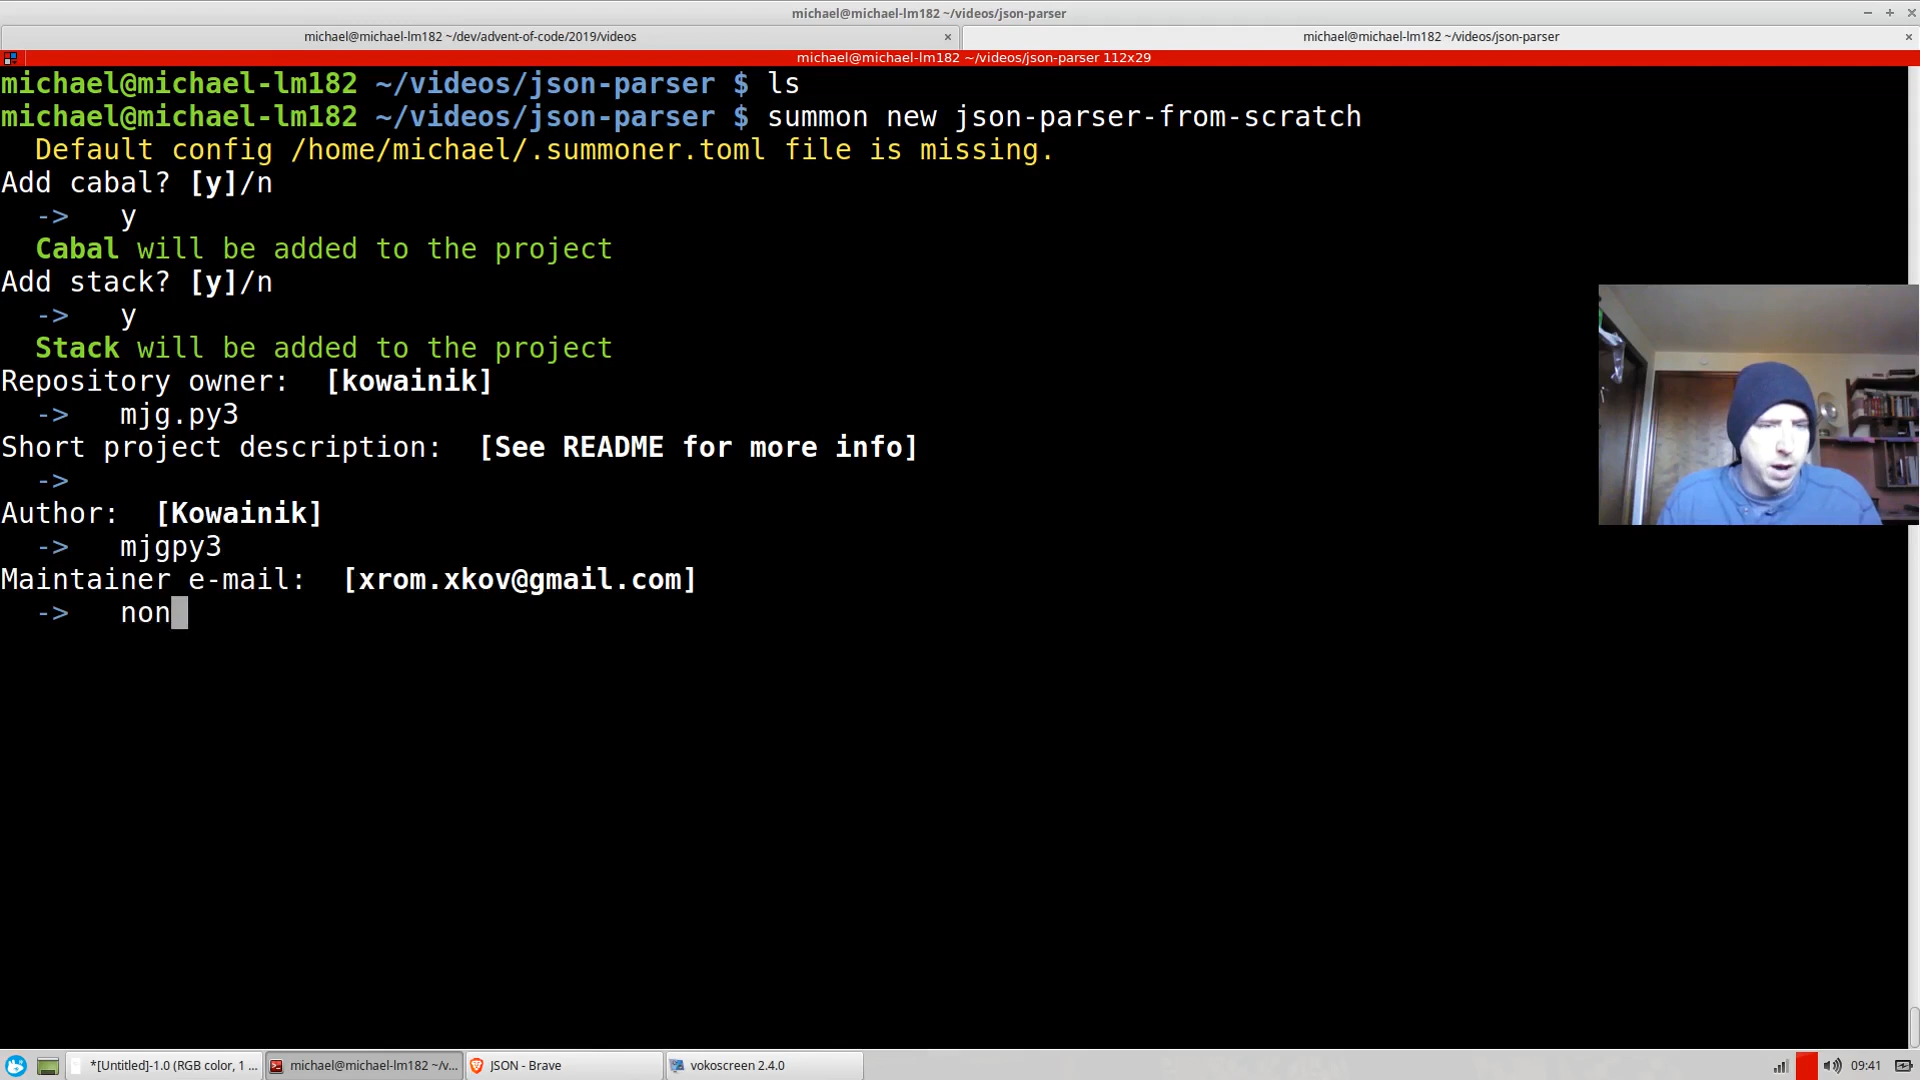 michael@michael-lm182 ~/videos/json-parser
michael@michael-lm182 ~/dev/advent-of-code/2019/videos
michael@michael-lm182 ~/videos/json-parser
michael@michael-lm182 ~/videos/json-parser 112x29
michael@michael-lm182 ~/videos/json-parser $ ls
michael@michael-lm182 ~/videos/json-parser $ summon new json-parser-from-scratch
Default config /home/michael/.summoner.toml file is missing.
Add cabal? [y]/n
-> y
Cabal will be added to the project
Add stack? [y]/n
-> y
Stack will be added to the project
Repository owner: [kowainik]
-> mjg.py3
Short project description: [See README for more info]
->
Author: [Kowainik]
-> mjgpy3
Maintainer e-mail: [xrom.xkov@gmail.com]
-> non
*[Untitled]-1.0 (RGB color, 1 ...
michael@michael-lm182 ~/v...
JSON - Brave
vokoscreen 2.4.0
09:41